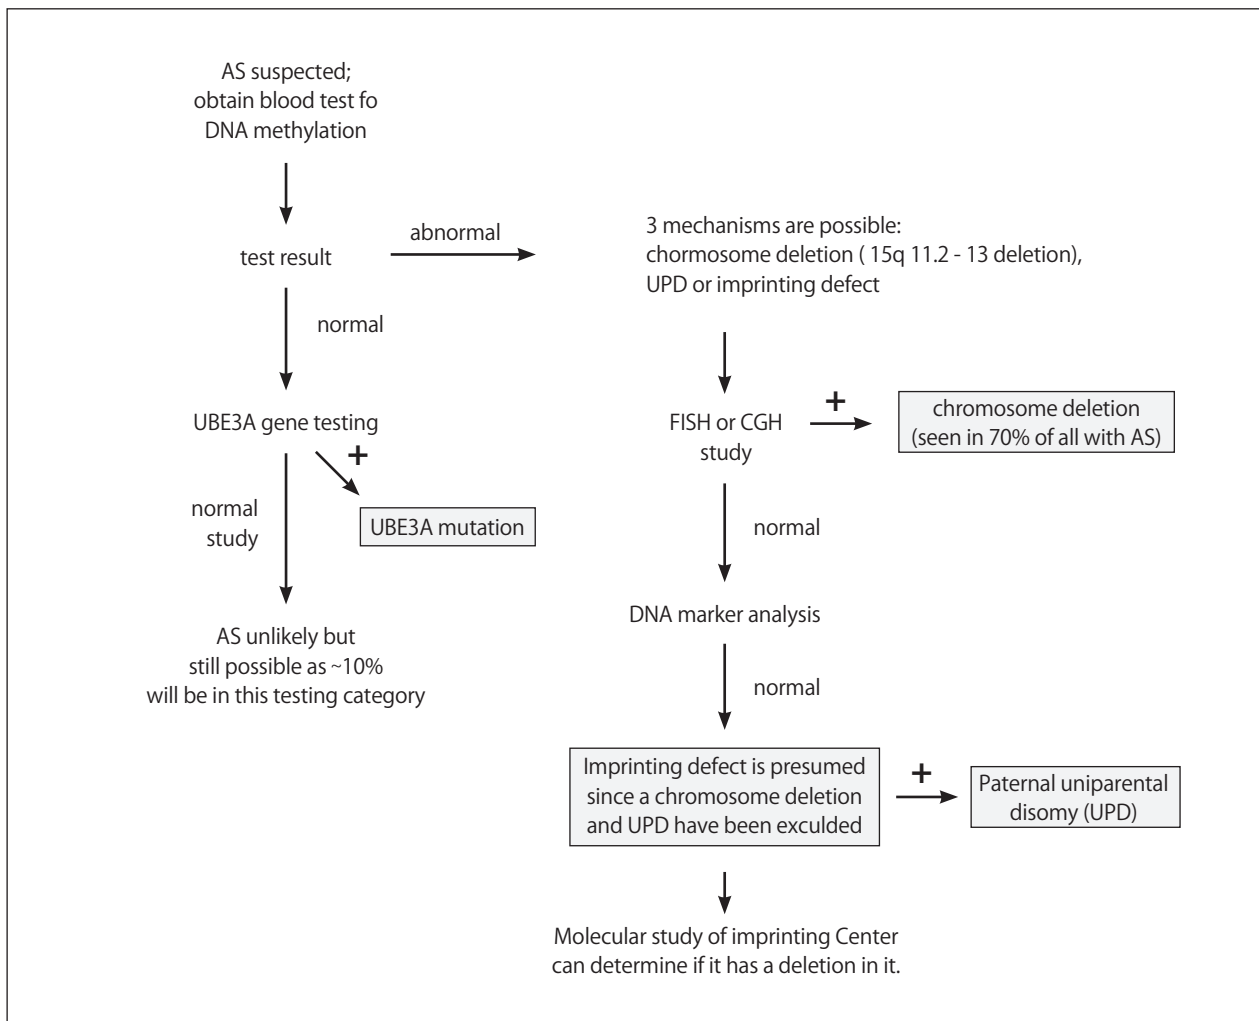 AS suspected;
obtain blood test fo
DNA methylation
test result
abnormal
3 mechanisms are possible:
chormosome deletion ( 15q 11.2 - 13 deletion),
UPD or imprinting defect
normal
UBE3A gene testing
+
UBE3A mutation
normal
study
AS unlikely but
still possible as ~10%
will be in this testing category
FISH or CGH
study
+
chromosome deletion
(seen in 70% of all with AS)
normal
DNA marker analysis
normal
Imprinting defect is presumed
since a chromosome deletion
and UPD have been exculded
+
Paternal uniparental
disomy (UPD)
Molecular study of imprinting Center
can determine if it has a deletion in it.